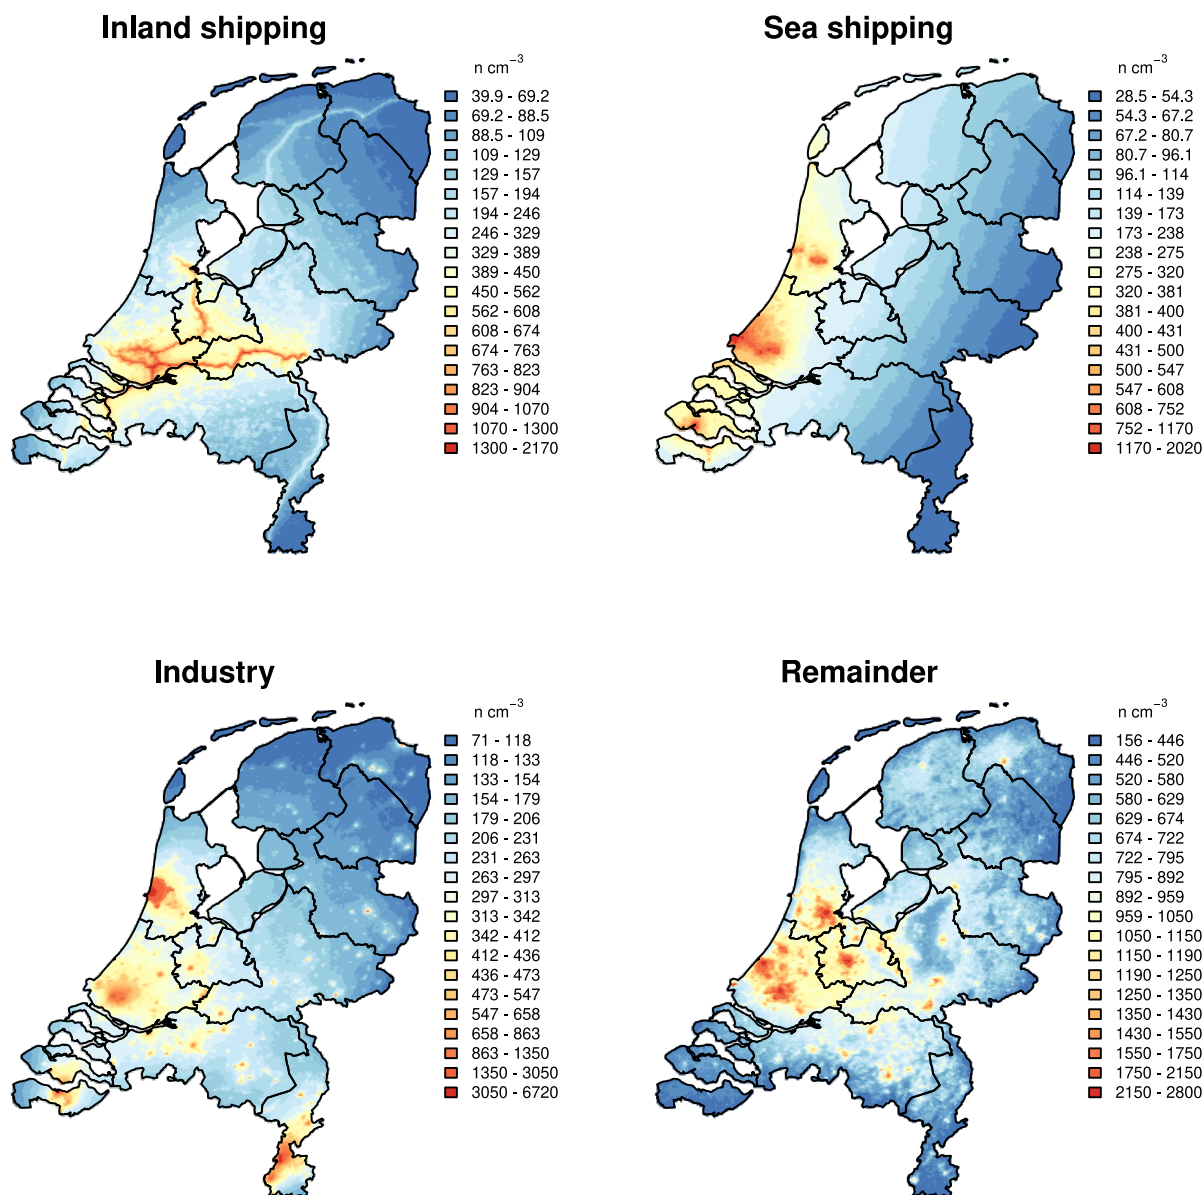 Inland shipping
n cm−3
39.9 - 69.2
69.2 - 88.5
88.5 - 109
109 - 129
129 - 157
157 - 194
194 - 246
246 - 329
329 - 389
389 - 450
450 - 562
562 - 608
608 - 674
674 - 763
763 - 823
823 - 904
904 - 1070
1070 - 1300
1300 - 2170
Sea shipping
n cm−3
28.5 - 54.3
54.3 - 67.2
67.2 - 80.7
80.7 - 96.1
96.1 - 114
114 - 139
139 - 173
173 - 238
238 - 275
275 - 320
320 - 381
381 - 400
400 - 431
431 - 500
500 - 547
547 - 608
608 - 752
752 - 1170
1170 - 2020
Industry
n cm−3
71 - 118
118 - 133
133 - 154
154 - 179
179 - 206
206 - 231
231 - 263
263 - 297
297 - 313
313 - 342
342 - 412
412 - 436
436 - 473
473 - 547
547 - 658
658 - 863
863 - 1350
1350 - 3050
3050 - 6720
Remainder
n cm−3
156 - 446
446 - 520
520 - 580
580 - 629
629 - 674
674 - 722
722 - 795
795 - 892
892 - 959
959 - 1050
1050 - 1150
1150 - 1190
1190 - 1250
1250 - 1350
1350 - 1430
1430 - 1550
1550 - 1750
1750 - 2150
2150 - 2800